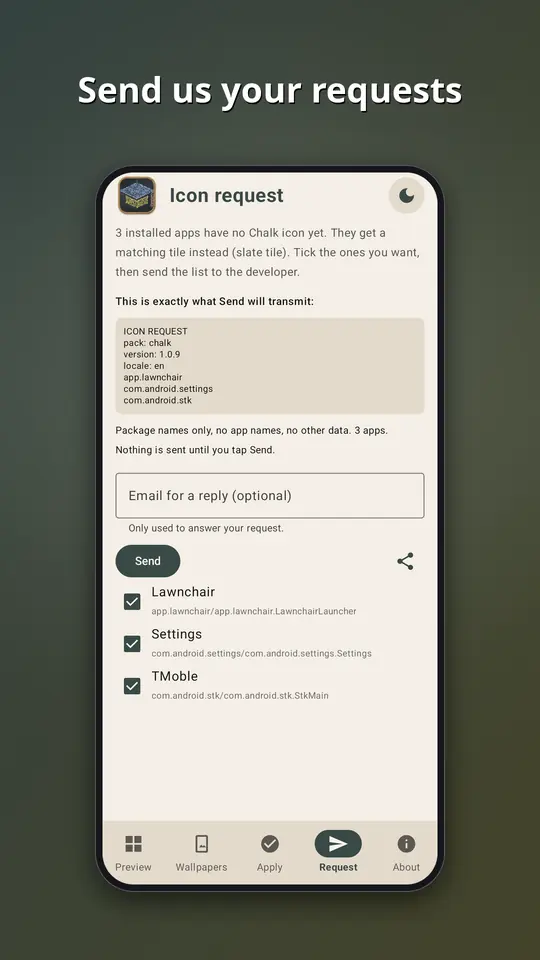 Send us your requests
Icon request
3 installed apps have no Chalk icon yet. They get a
matching tile instead (slate tile). Tick the ones you want,
then send the list to the developer.
This is exactly what Send will transmit:
ICON REQUEST
pack: chalk
version: 1.0.9
locale: en
app.lawnchair
com.android.settings
com.android.stk
Package names only, no app names, no other data. 3 apps.
Nothing is sent until you tap Send.
Email for a reply (optional)
Only used to answer your request.
Send
Lawnchair
app.lawnchair/app.lawnchair.LawnchairLauncher
Settings
com.android.settings/com.android.settings.Settings
TMoble
com.android.stk/com.android.stk.StkMain
Preview
Wallpapers
Apply
Request
About